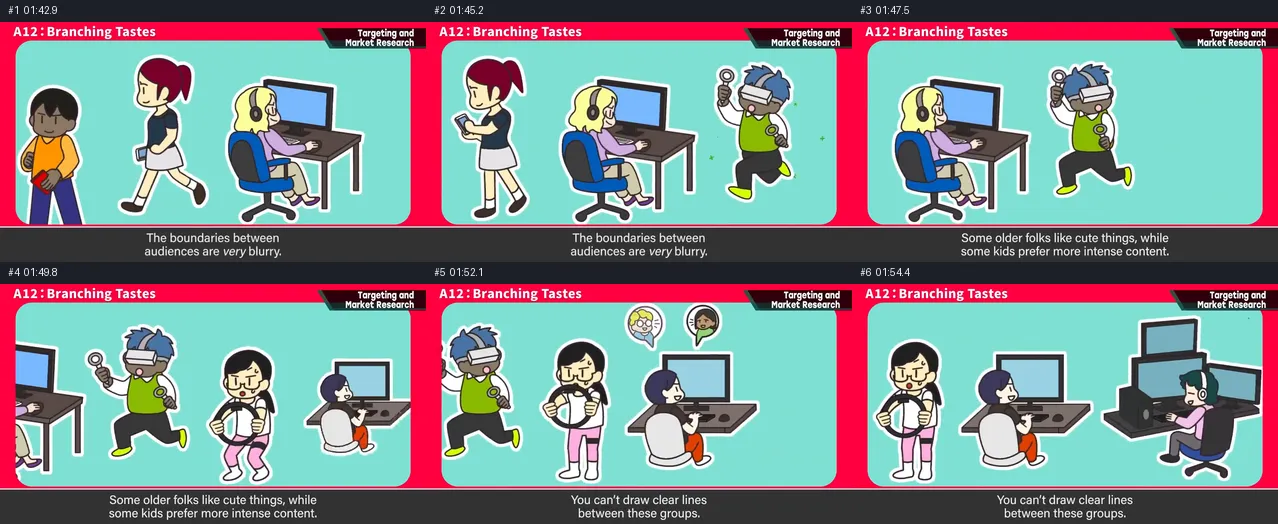 #1 01:42.9
A12:Branching Tastes
Targeting and
Market Research
The boundaries between
audiences are very blurry.
#2 01:45.2
A12:Branching Tastes
Targeting and
Market Research
The boundaries between
audiences are very blurry.
#3 01:47.5
A12:Branching Tastes
Targeting and
Market Research
Some older folks like cute things, while
some kids prefer more intense content.
#4 01:49.8
A12:Branching Tastes
Targeting and
Market Research
Some older folks like cute things, while
some kids prefer more intense content.
#5 01:52.1
A12:Branching Tastes
Targeting and
Market Research
You can't draw clear lines
between these groups.
#6 01:54.4
A12:Branching Tastes
Targeting and
Market Research
You can't draw clear lines
between these groups.